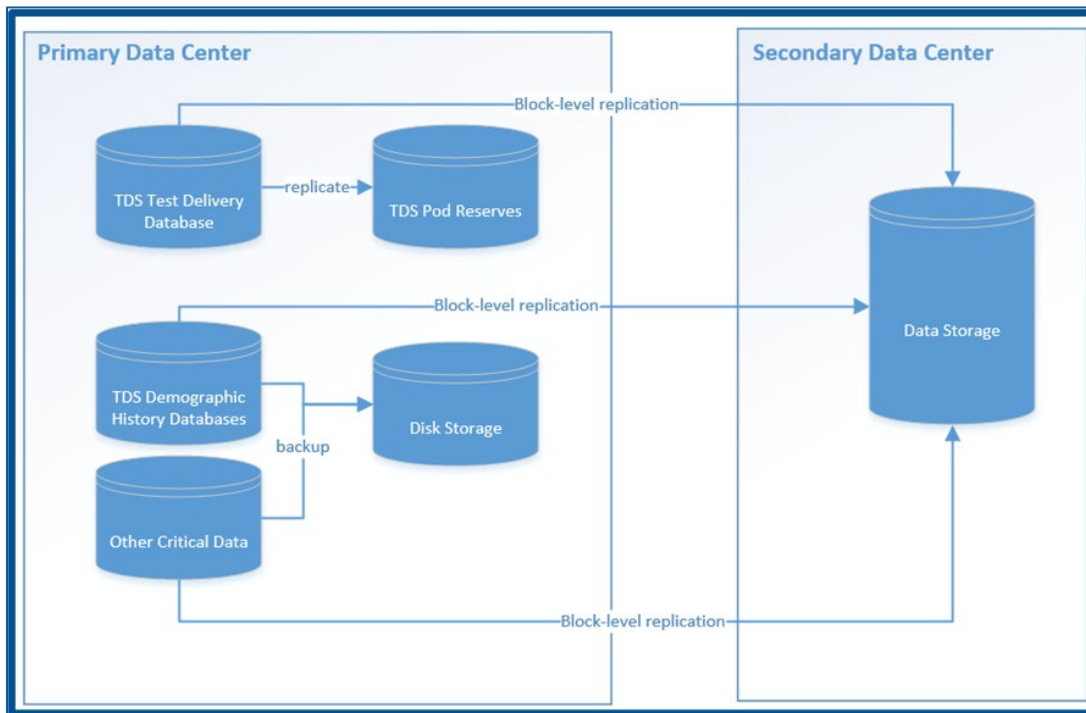 Primary Data Center
Secondary Data Center
Block-level replication
TDS Test Delivery
Database
replicate
TDS Pod Reserves
Block-level replication
Data Storage
TDS Demographic
History Databases
Disk Storage
backup
Other Critical Data
Block-level replication